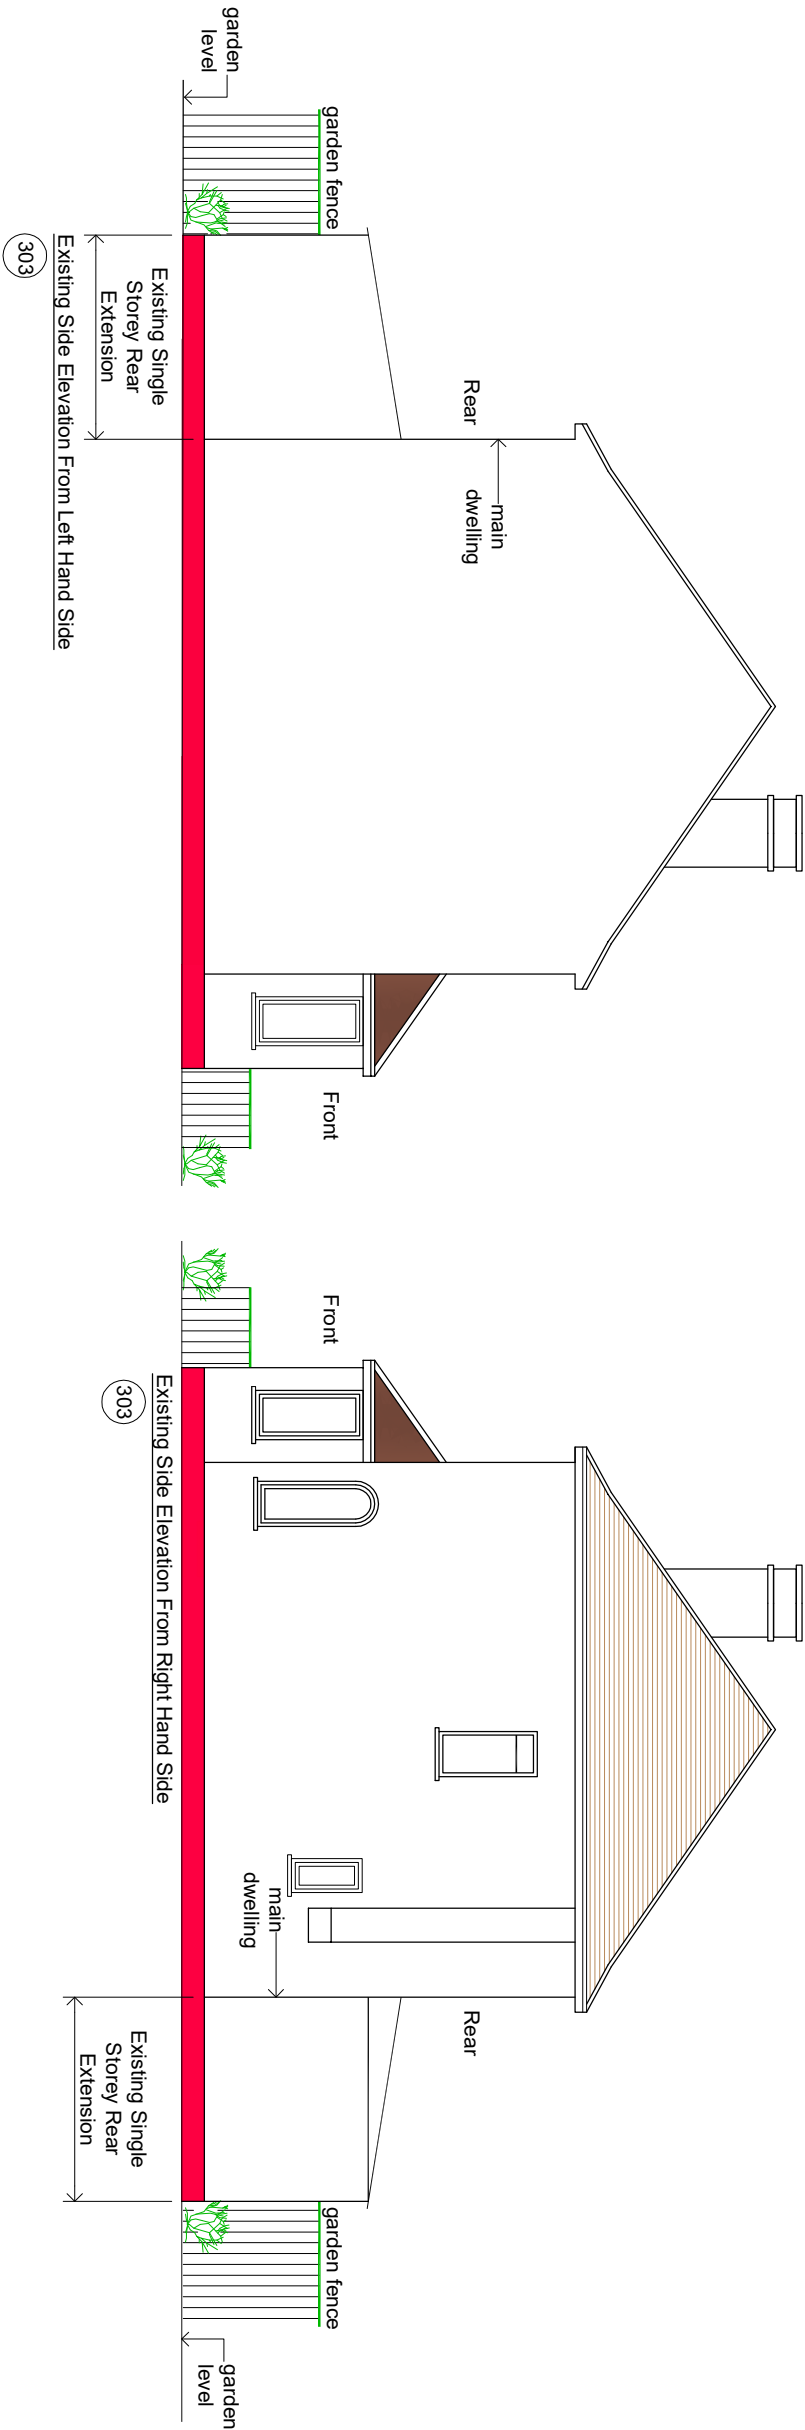 garden
level
garden fence
Rear
main
dwelling
Front
Existing Single
Storey Rear
Extension
Existing Side Elevation From Left Hand Side
303
Front
Rear
main
dwelling
garden fence
garden
level
Existing Single
Storey Rear
Extension
Existing Side Elevation From Right Hand Side
303